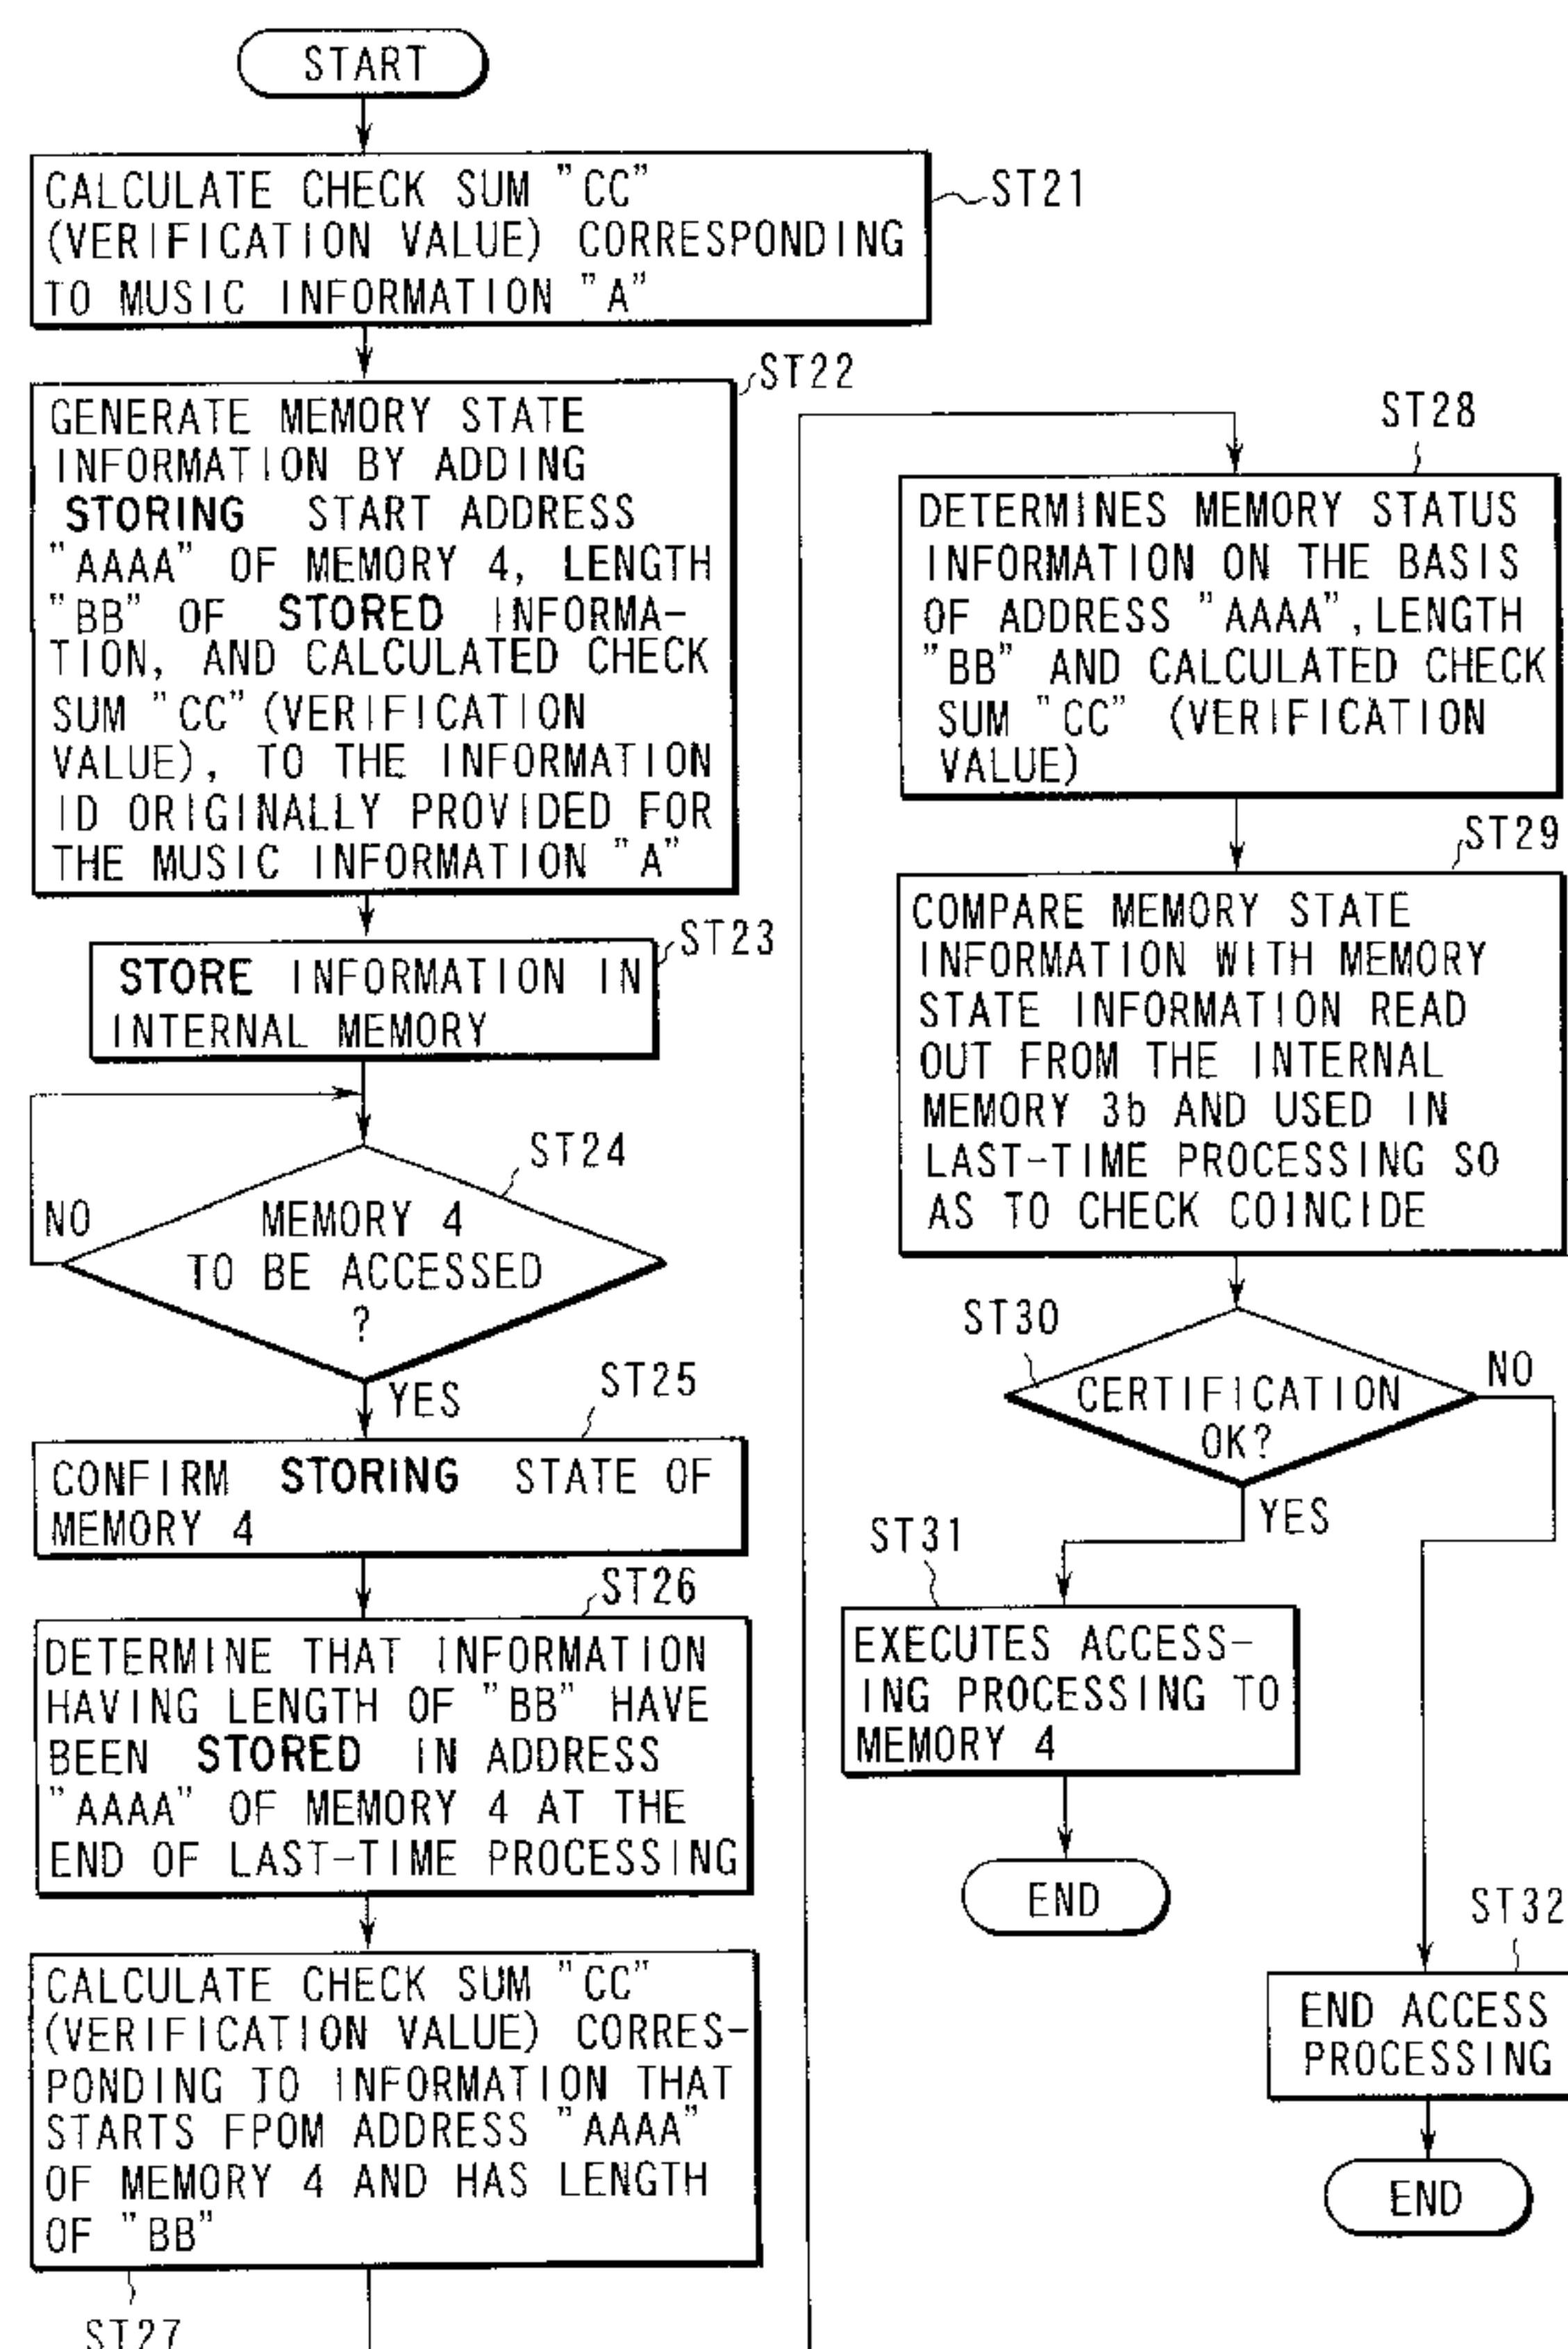 START
CALCULATE CHECK SUM "CC"
(VERIFICATION VALUE) CORRESPONDING
TO MUSIC INFORMATION "A"
ST21
ST22
GENERATE MEMORY STATE
INFORMATION BY ADDING
STORING START ADDRESS
"AAAA" OF MEMORY 4, LENGTH
"BB" OF STORED INFORMA-
TION, AND CALCULATED CHECK
SUM "CC" (VERIFICATION
VALUE), TO THE INFORMATION
ID ORIGINALLY PROVIDED FOR
THE MUSIC INFORMATION "A"
ST23
STORE INFORMATION IN
INTERNAL MEMORY
ST24
NO
MEMORY 4
TO BE ACCESSED
?
YES
ST25
CONFIRM STORING STATE OF
MEMORY 4
ST26
DETERMINE THAT INFORMATION
HAVING LENGTH OF "BB" HAVE
BEEN STORED IN ADDRESS
"AAAA" OF MEMORY 4 AT THE
END OF LAST-TIME PROCESSING
CALCULATE CHECK SUM "CC"
(VERIFICATION VALUE) CORRES-
PONDING TO INFORMATION THAT
STARTS FPOM ADDRESS "AAAA"
OF MEMORY 4 AND HAS LENGTH
OF "BB"
ST27
ST28
DETERMINES MEMORY STATUS
INFORMATION ON THE BASIS
OF ADDRESS "AAAA", LENGTH
"BB" AND CALCULATED CHECK
SUM "CC" (VERIFICATION
VALUE)
ST29
COMPARE MEMORY STATE
INFORMATION WITH MEMORY
STATE INFORMATION READ
OUT FROM THE INTERNAL
MEMORY 3b AND USED IN
LAST-TIME PROCESSING SO
AS TO CHECK COINCIDE
ST30
CERTIFICATION
OK?
NO
YES
ST31
EXECUTES ACCESS-
ING PROCESSING TO
MEMORY 4
END
ST32
END ACCESS
PROCESSING
END